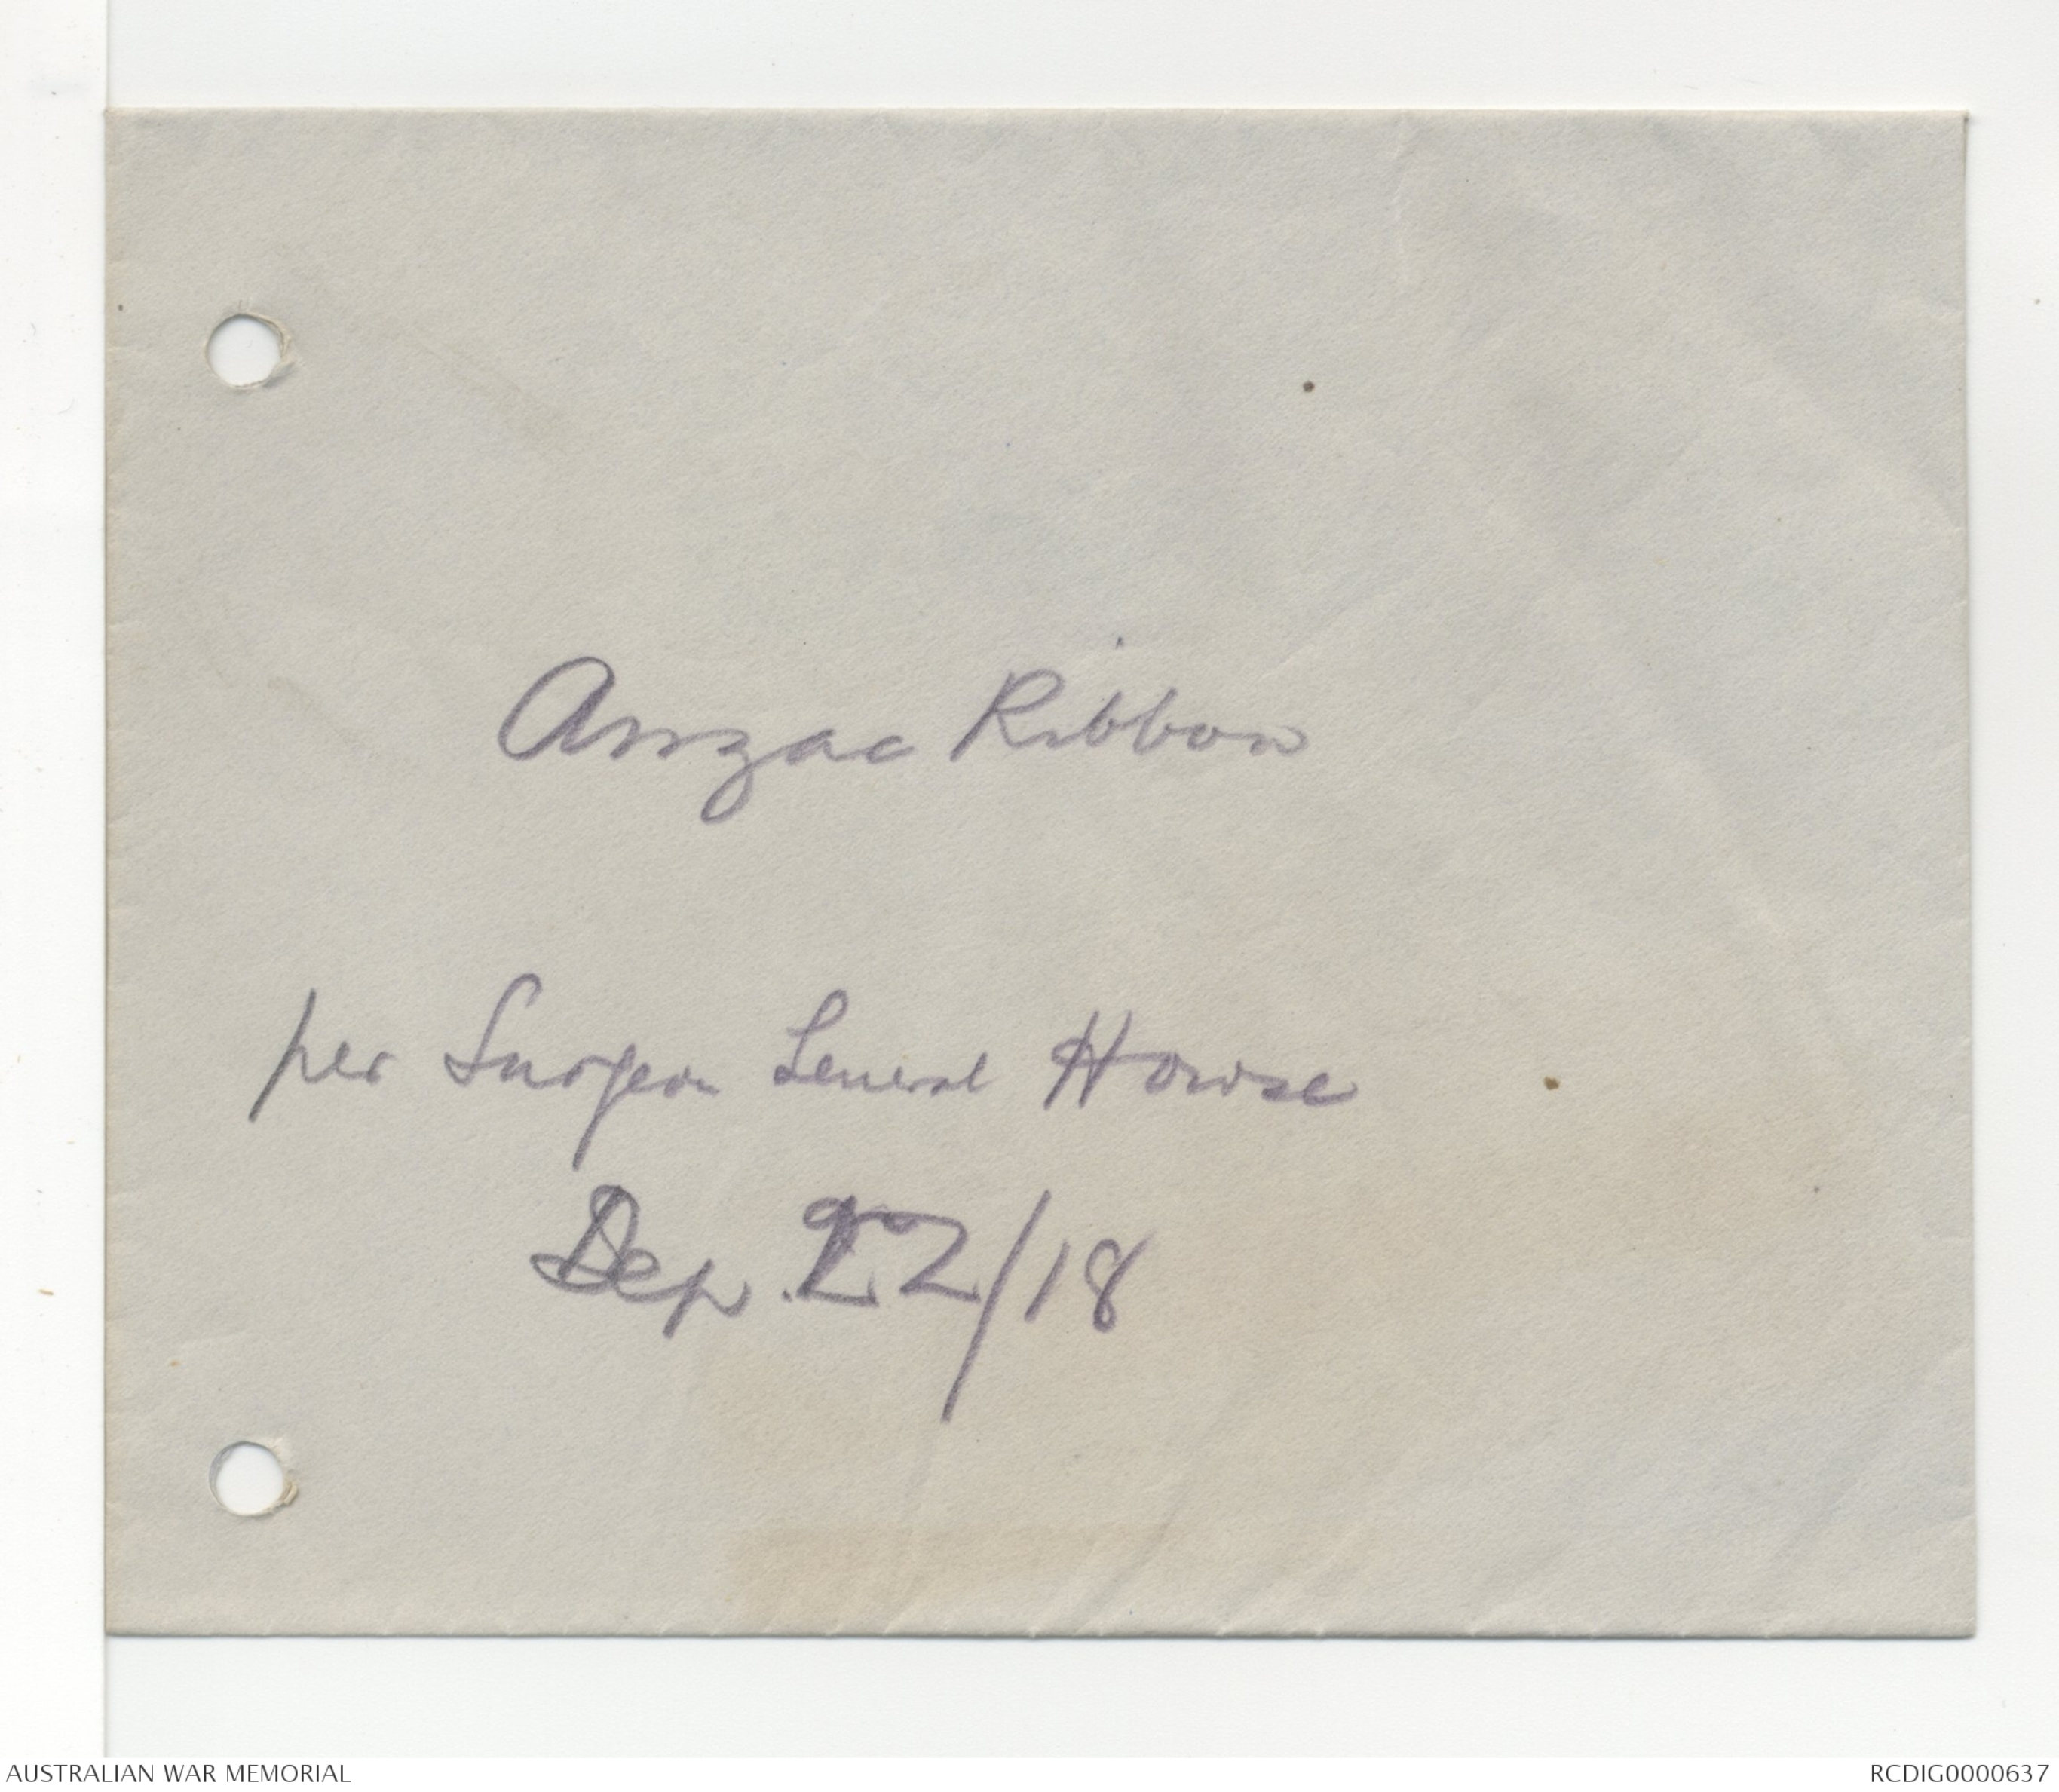 Anzac Ribbon
per Surgeon General Howse
Sep. 22/18
AUSTRALIAN WAR MEMORIAL
RCDIG0000637